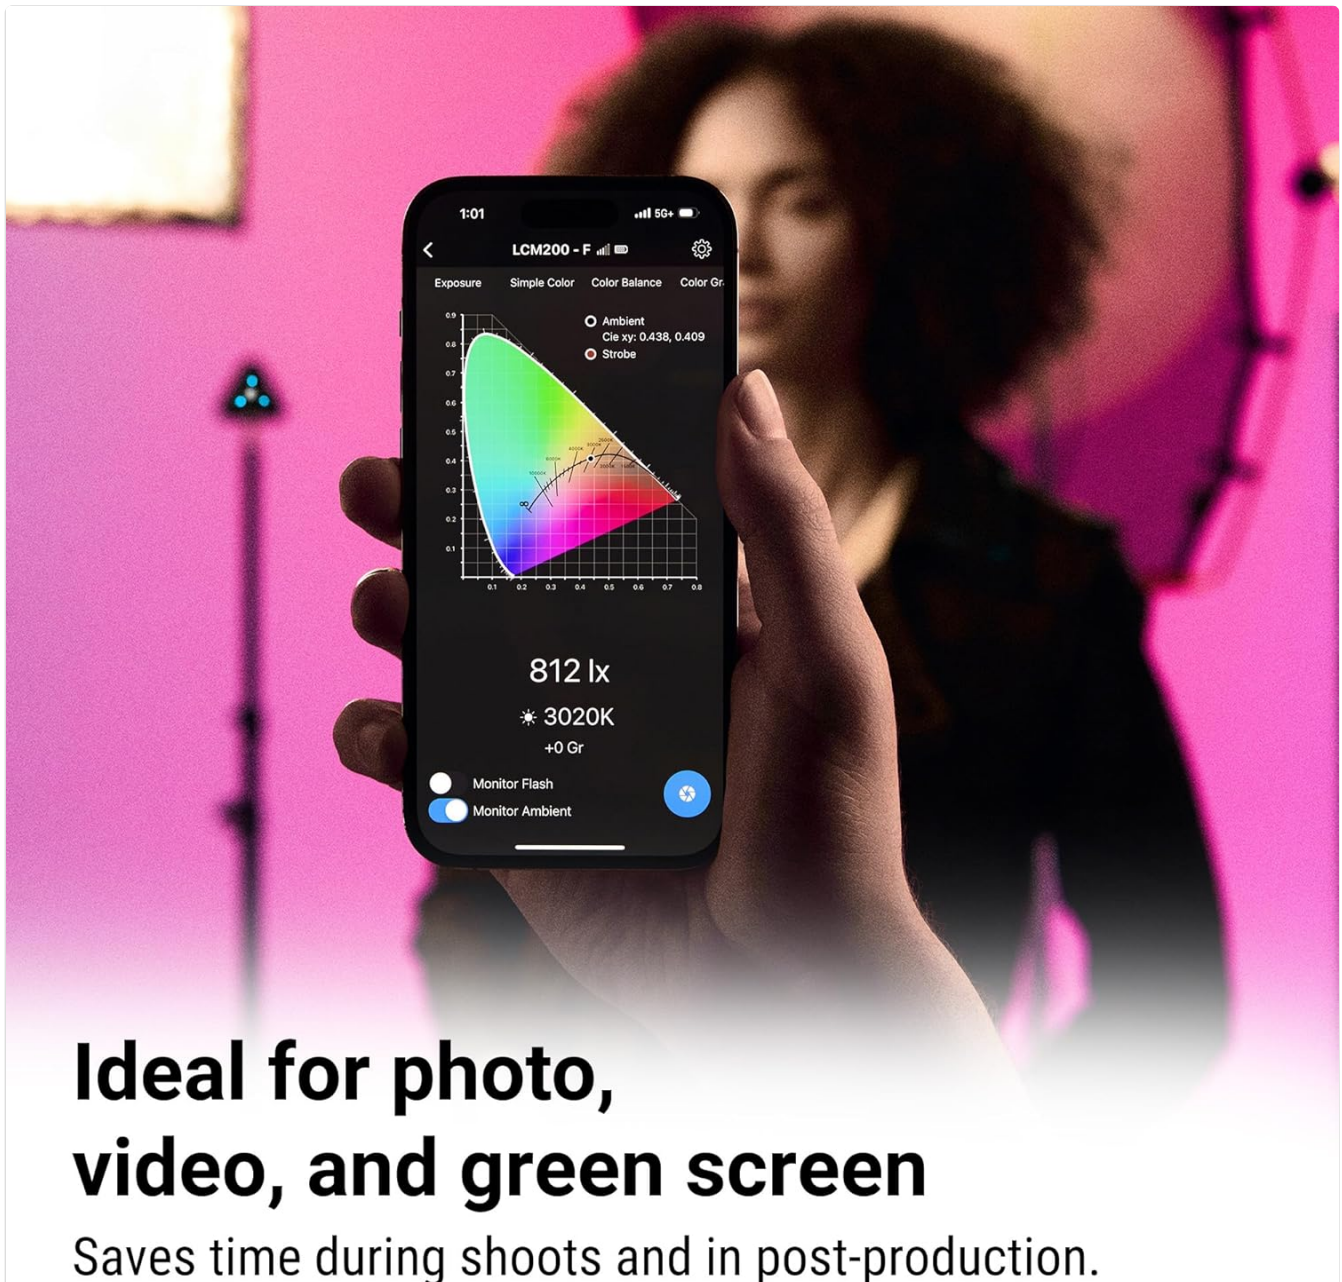 1:01 5G+
LCM200 - F
Exposure Simple Color Color Balance Color Gr
Ambient
Cie xy: 0.438, 0.409
Strobe
0.9
0.8
0.7
0.6
0.5
0.4
0.3
0.2
0.1
0.1 0.2 0.3 0.4 0.5 0.6 0.7 0.8
812 lx
3020K
+0 Gr
Monitor Flash
Monitor Ambient
Ideal for photo,
video, and green screen
Saves time during shoots and in post-production.